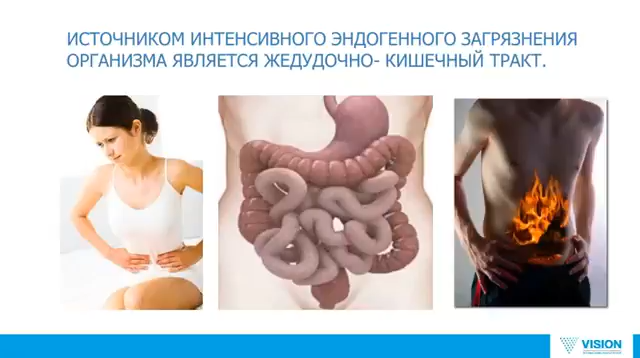 ИСТОЧНИКОМ ИНТЕНСИВНОГО ЭНДОГЕННОГО ЗАГРЯЗНЕНИЯ
ОРГАНИЗМА ЯВЛЯЕТСЯ ЖЕДУДОЧНО- КИШЕЧНЫЙ ТРАКТ.
VISION